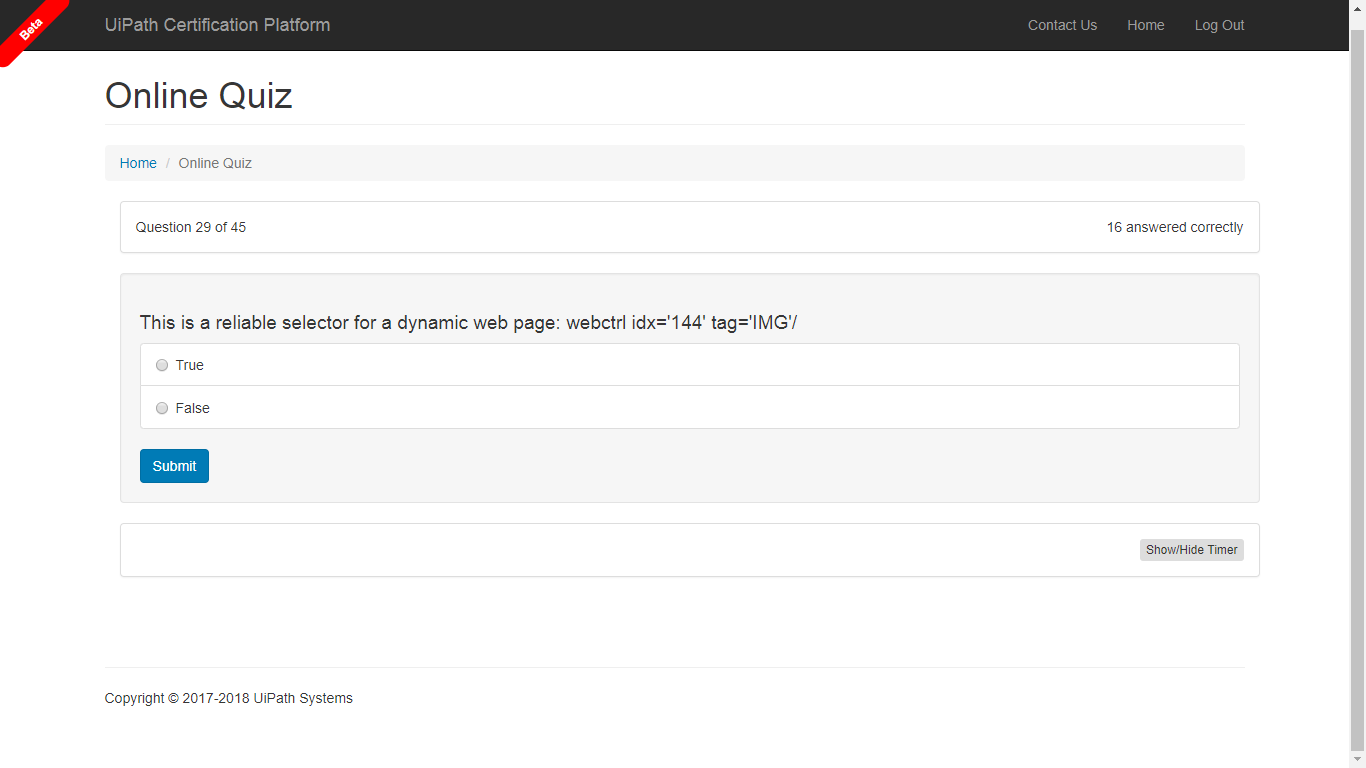 Beta
UiPath Certification Platform
Contact Us Home Log Out
Online Quiz
Home / Online Quiz
Question 29 of 45 16 answered correctly
This is a reliable selector for a dynamic web page: webctrl idx='144' tag='IMG'/
True
False
Submit
Show/Hide Timer
Copyright © 2017-2018 UiPath Systems